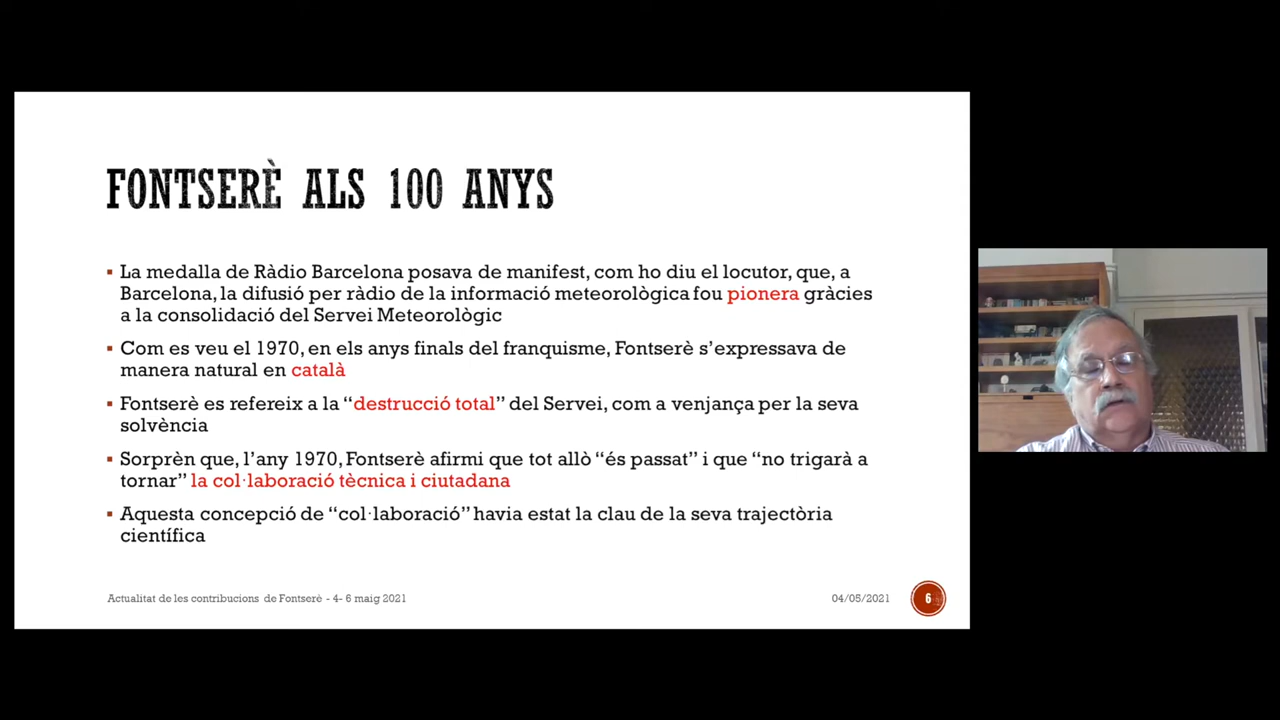 FONTSERÈ ALS 100 ANYS
▪ La medalla de Ràdio Barcelona posava de manifest, com ho diu el locutor, que, a
Barcelona, la difusió per ràdio de la informació meteorològica fou pionera gràcies
a la consolidació del Servei Meteorològic
▪ Com es veu el 1970, en els anys finals del franquisme, Fontserè s’expressava de
manera natural en català
▪ Fontserè es refereix a la “destrucció total” del Servei, com a venjança per la seva
solvència
▪ Sorprèn que, l’any 1970, Fontserè afirmi que tot allò “és passat” i que “no trigarà a
tornar” la col·laboració tècnica i ciutadana
▪ Aquesta concepció de “col·laboració” havia estat la clau de la seva trajectòria
científica
Actualitat de les contribucions de Fontserè - 4- 6 maig 2021
04/05/2021
6